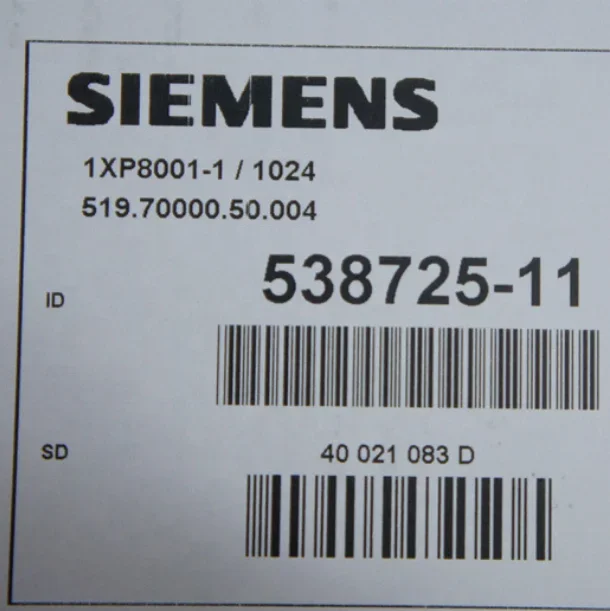 SIEMENS
1XP8001-1 / 1024
519.70000.50.004
ID 538725-11
SD 40 021 083 D